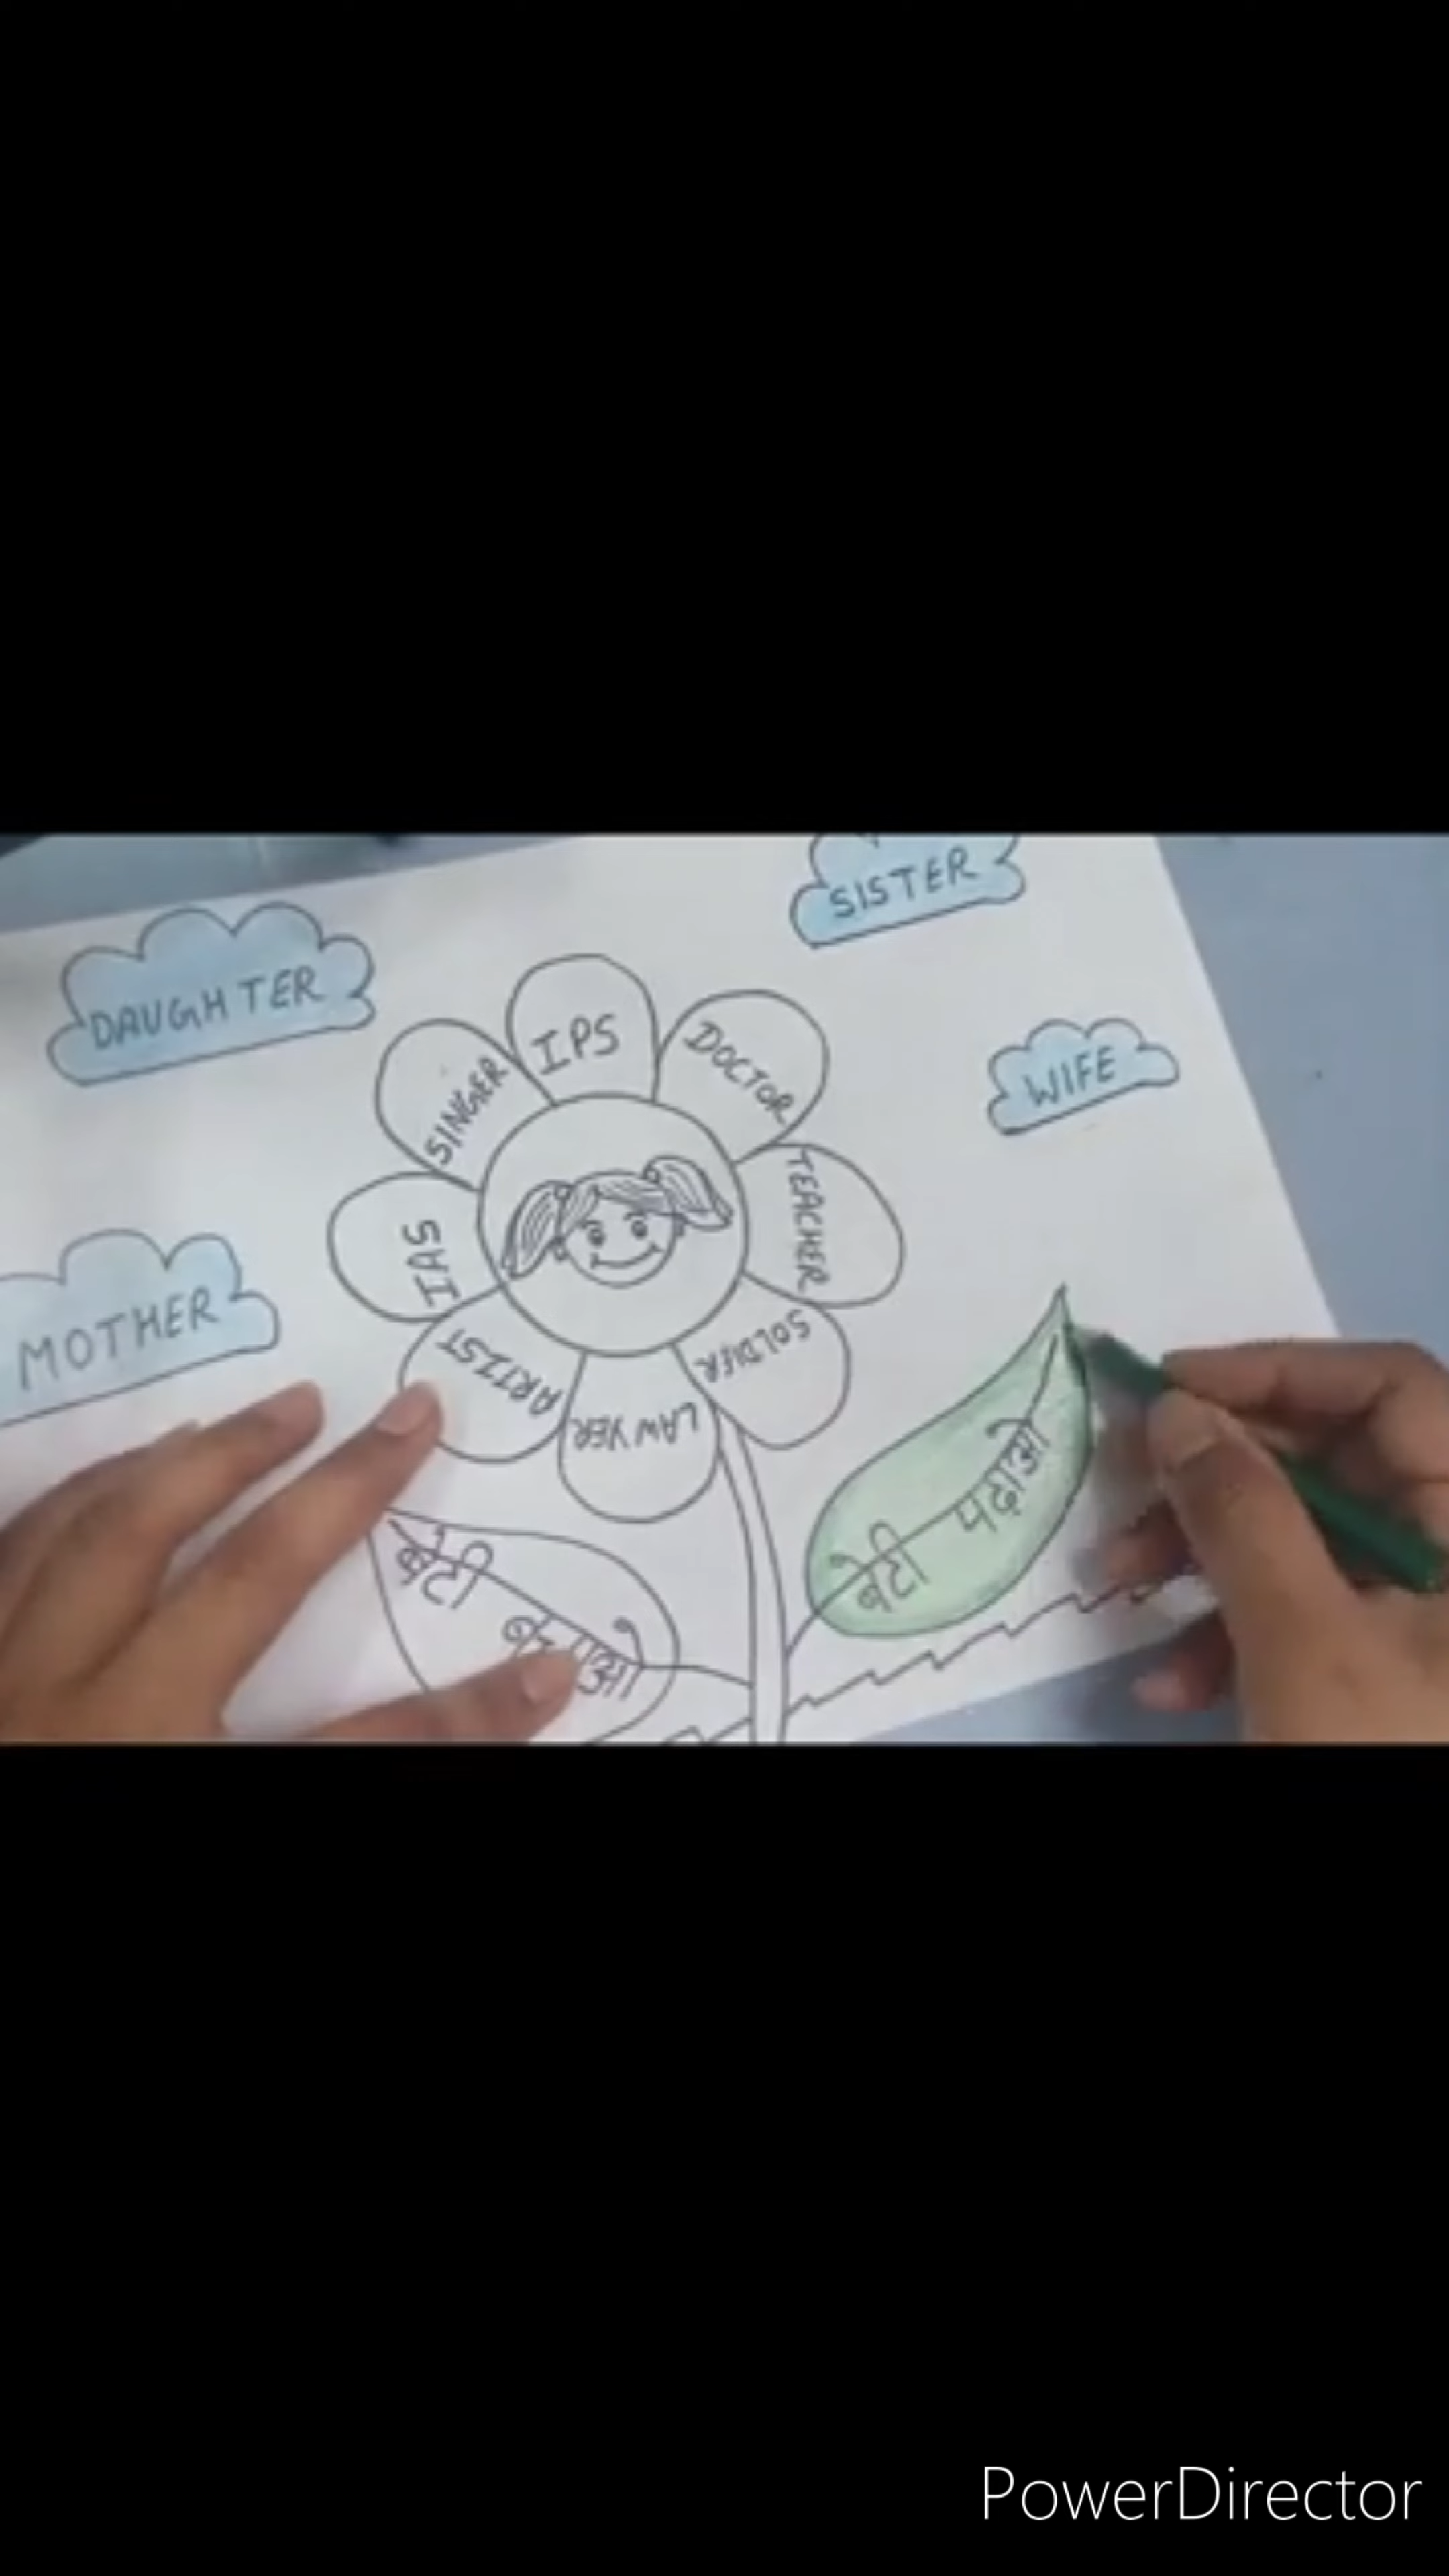 SISTER
DAUGHTER
WIFE
MOTHER
IPS
DOCTOR
TEACHER
SOLDIER
LAWYER
ARTIST
IAS
SINGER
बेटी पढ़ाओ
बेटी
PowerDirector